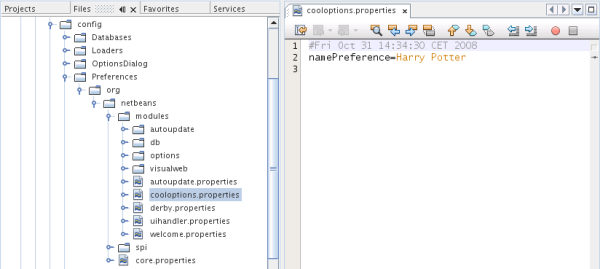 Projects
Files
Favorites
Services
config
Databases
Loaders
OptionsDialog
Preferences
org
netbeans
modules
autoupdate
db
options
visualweb
autoupdate.properties
cooloptions.properties
derby.properties
uihandler.properties
welcome.properties
spi
core.properties
cooloptions.properties
1 #Fri Oct 31 14:34:30 CET 2008
2 namePreference=Harry Potter
3